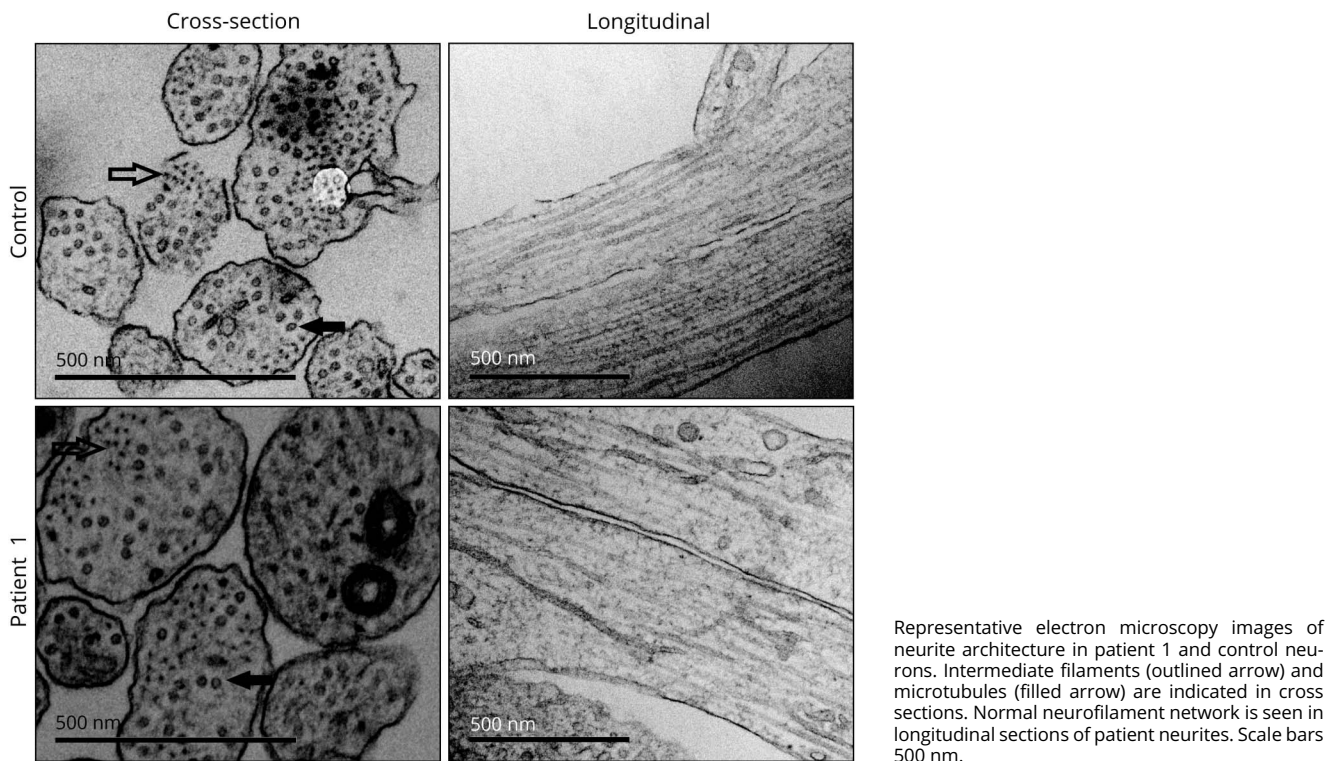 Cross-section
Longitudinal
Control
500 nm
500 nm
Patient 1
500 nm
500 nm
Representative electron microscopy images of
neurite architecture in patient 1 and control neu-
rons. Intermediate filaments (outlined arrow) and
microtubules (filled arrow) are indicated in cross
sections. Normal neurofilament network is seen in
longitudinal sections of patient neurites. Scale bars
500 nm.